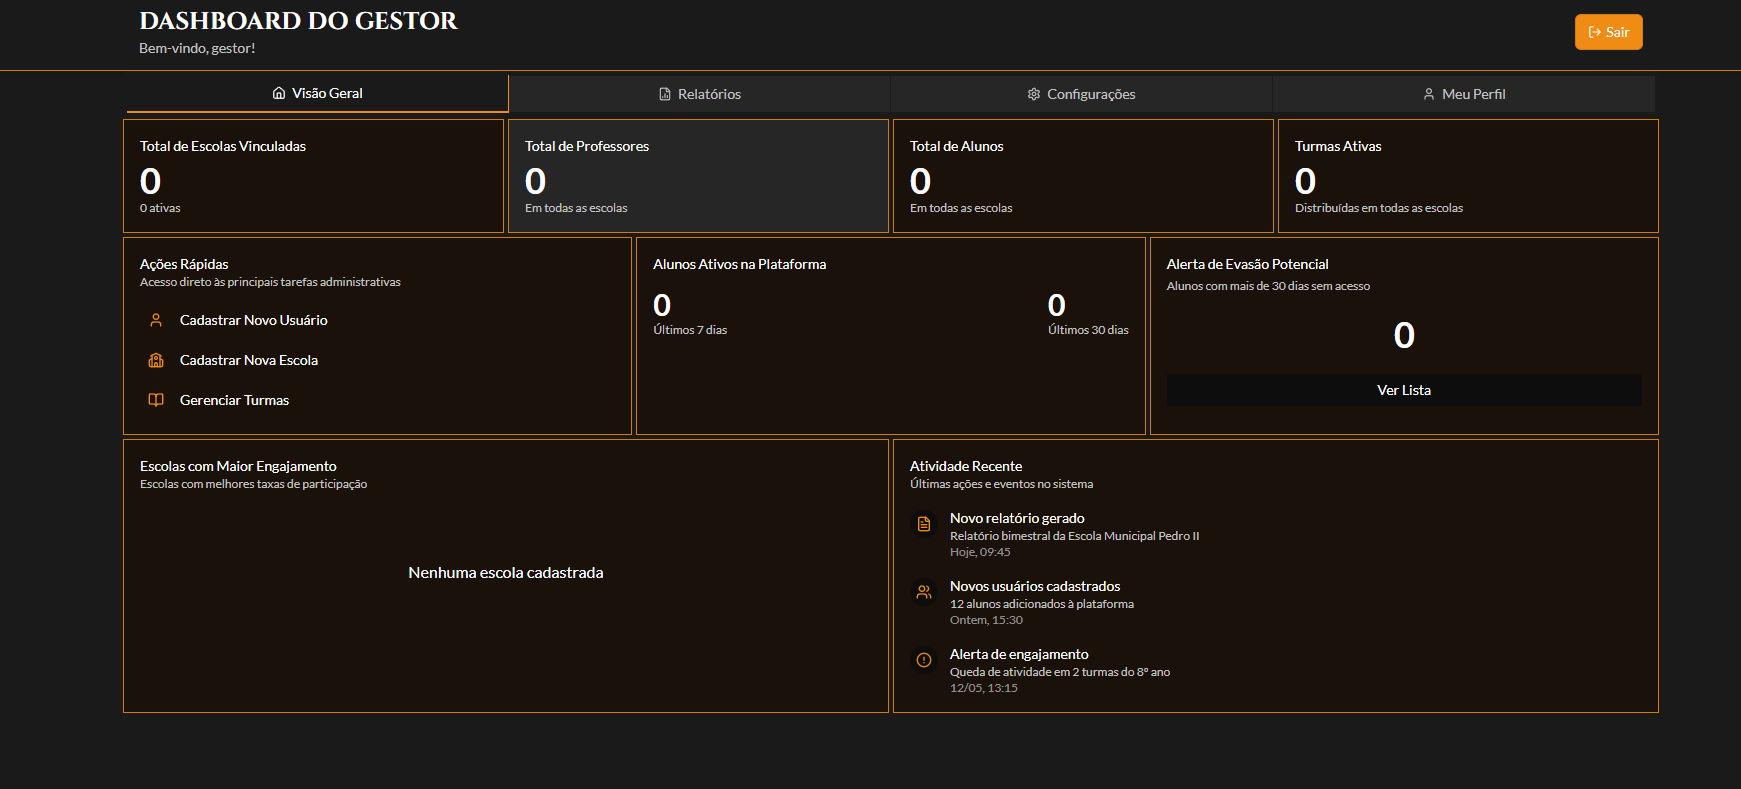 DASHBOARD DO GESTOR
Bem-vindo, gestor!
Sair
Visão Geral
Relatórios
Configurações
Meu Perfil
Total de Escolas Vinculadas
0
0 ativas
Total de Professores
0
Em todas as escolas
Total de Alunos
0
Em todas as escolas
Turmas Ativas
0
Distribuídas em todas as escolas
Ações Rápidas
Acesso direto às principais tarefas administrativas
Cadastrar Novo Usuário
Cadastrar Nova Escola
Gerenciar Turmas
Alunos Ativos na Plataforma
0
Últimos 7 dias
0
Últimos 30 dias
Alerta de Evasão Potencial
Alunos com mais de 30 dias sem acesso
0
Ver Lista
Escolas com Maior Engajamento
Escolas com melhores taxas de participação
Nenhuma escola cadastrada
Atividade Recente
Últimas ações e eventos no sistema
Novo relatório gerado
Relatório bimestral da Escola Municipal Pedro II
Hoje, 09:45
Novos usuários cadastrados
12 alunos adicionados à plataforma
Ontem, 15:30
Alerta de engajamento
Queda de atividade em 2 turmas do 8º ano
12/05, 13:15